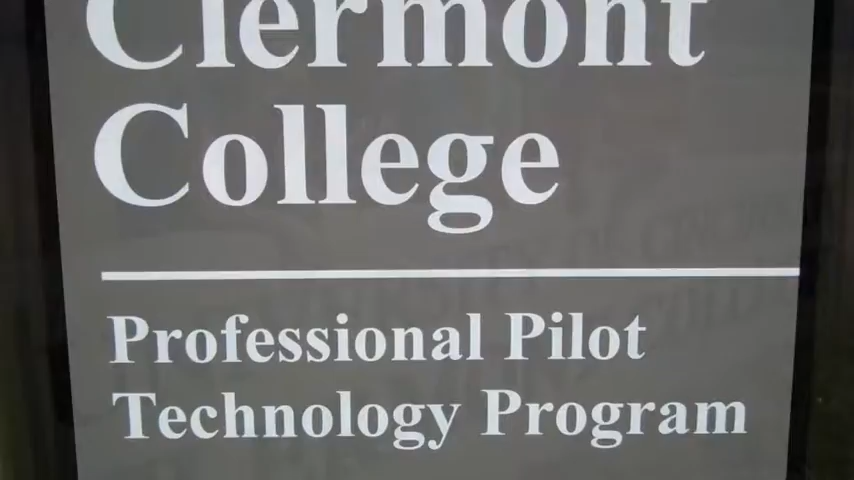 Clermont
College
Professional Pilot
Technology Program